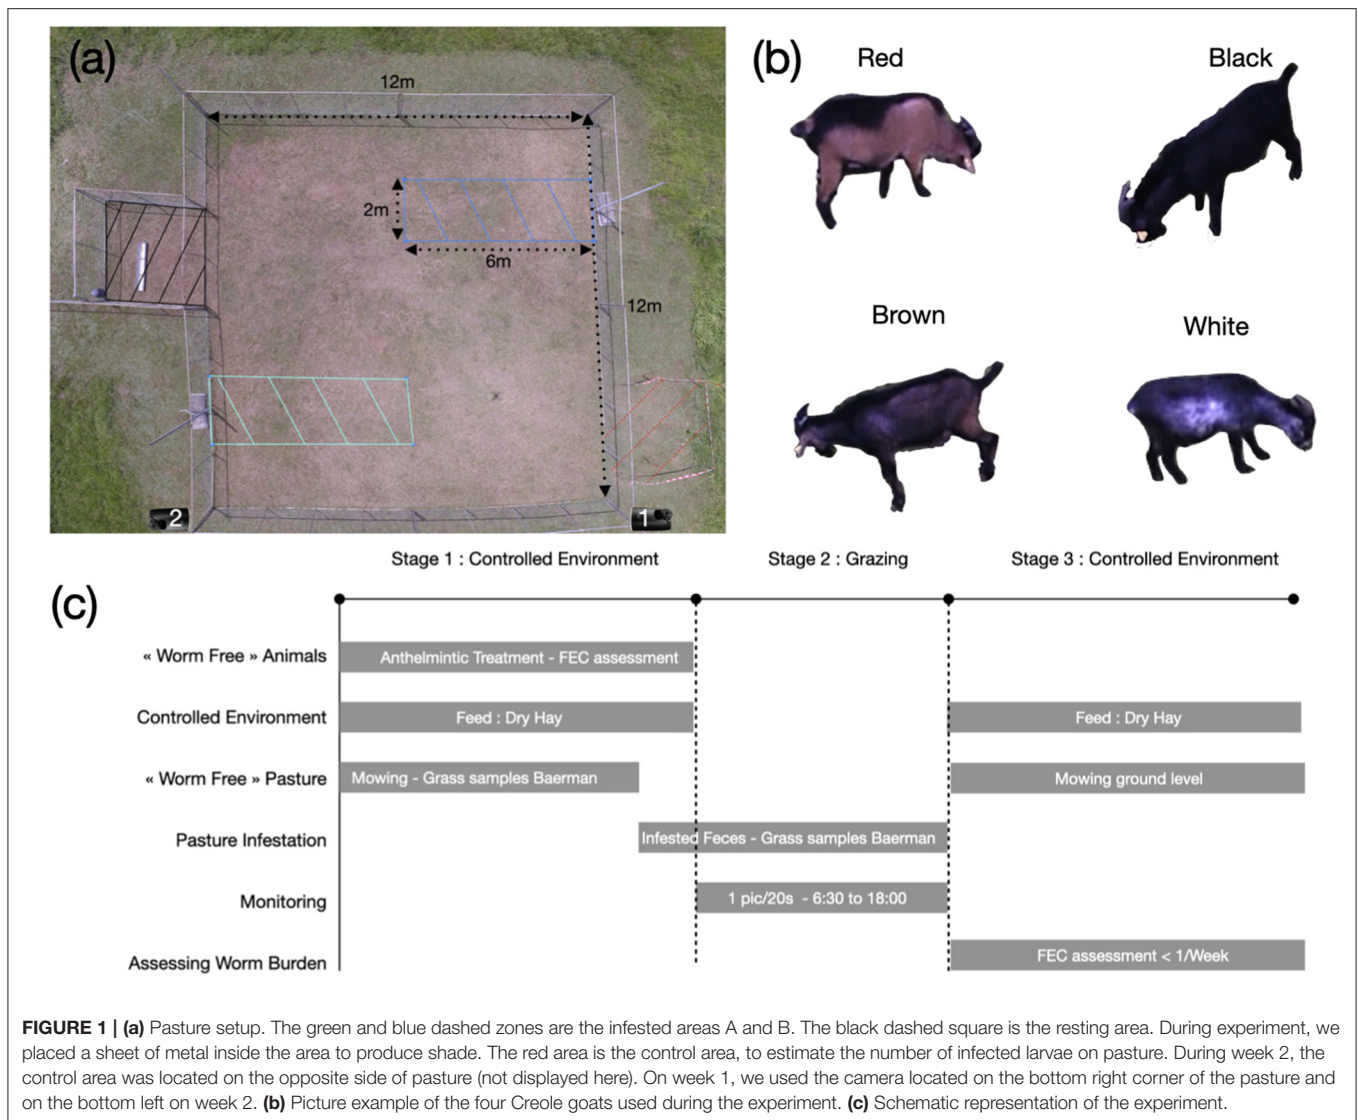 (a)
12m
2m
6m
12m
2
1
(b)
Red
Black
Brown
White
Stage 1 : Controlled Environment
Stage 2 : Grazing
Stage 3 : Controlled Environment
(c)
« Worm Free » Animals
Anthelmintic Treatment - FEC assessment
Controlled Environment
Feed : Dry Hay
Feed : Dry Hay
« Worm Free » Pasture
Mowing - Grass samples Baerman
Mowing ground level
Pasture Infestation
Infested Feces - Grass samples Baerman
Monitoring
1 pic/20s - 6:30 to 18:00
Assessing Worm Burden
FEC assessment < 1/Week
FIGURE 1 | (a) Pasture setup. The green and blue dashed zones are the infested areas A and B. The black dashed square is the resting area. During experiment, we
placed a sheet of metal inside the area to produce shade. The red area is the control area, to estimate the number of infected larvae on pasture. During week 2, the
control area was located on the opposite side of pasture (not displayed here). On week 1, we used the camera located on the bottom right corner of the pasture and
on the bottom left on week 2. (b) Picture example of the four Creole goats used during the experiment. (c) Schematic representation of the experiment.